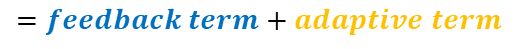 = feedback term + adaptive term